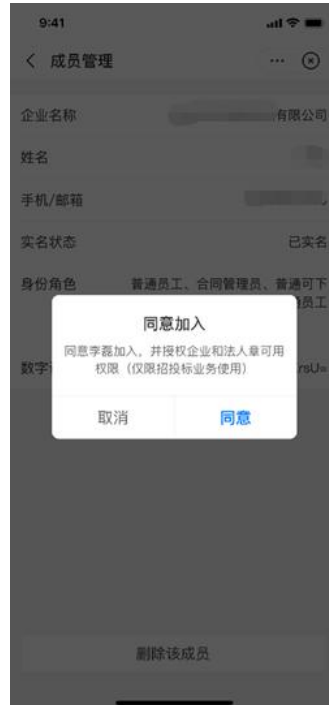 9:41
成员管理
企业名称 有限公司
姓名
手机/邮箱
实名状态 已实名
身份角色 普通员工、合同管理员、普通可下
员工
同意加入
同意李磊加入，并授权企业和法人章可用
权限（仅限招投标业务使用）
数字 rsU=
取消 同意
删除该成员